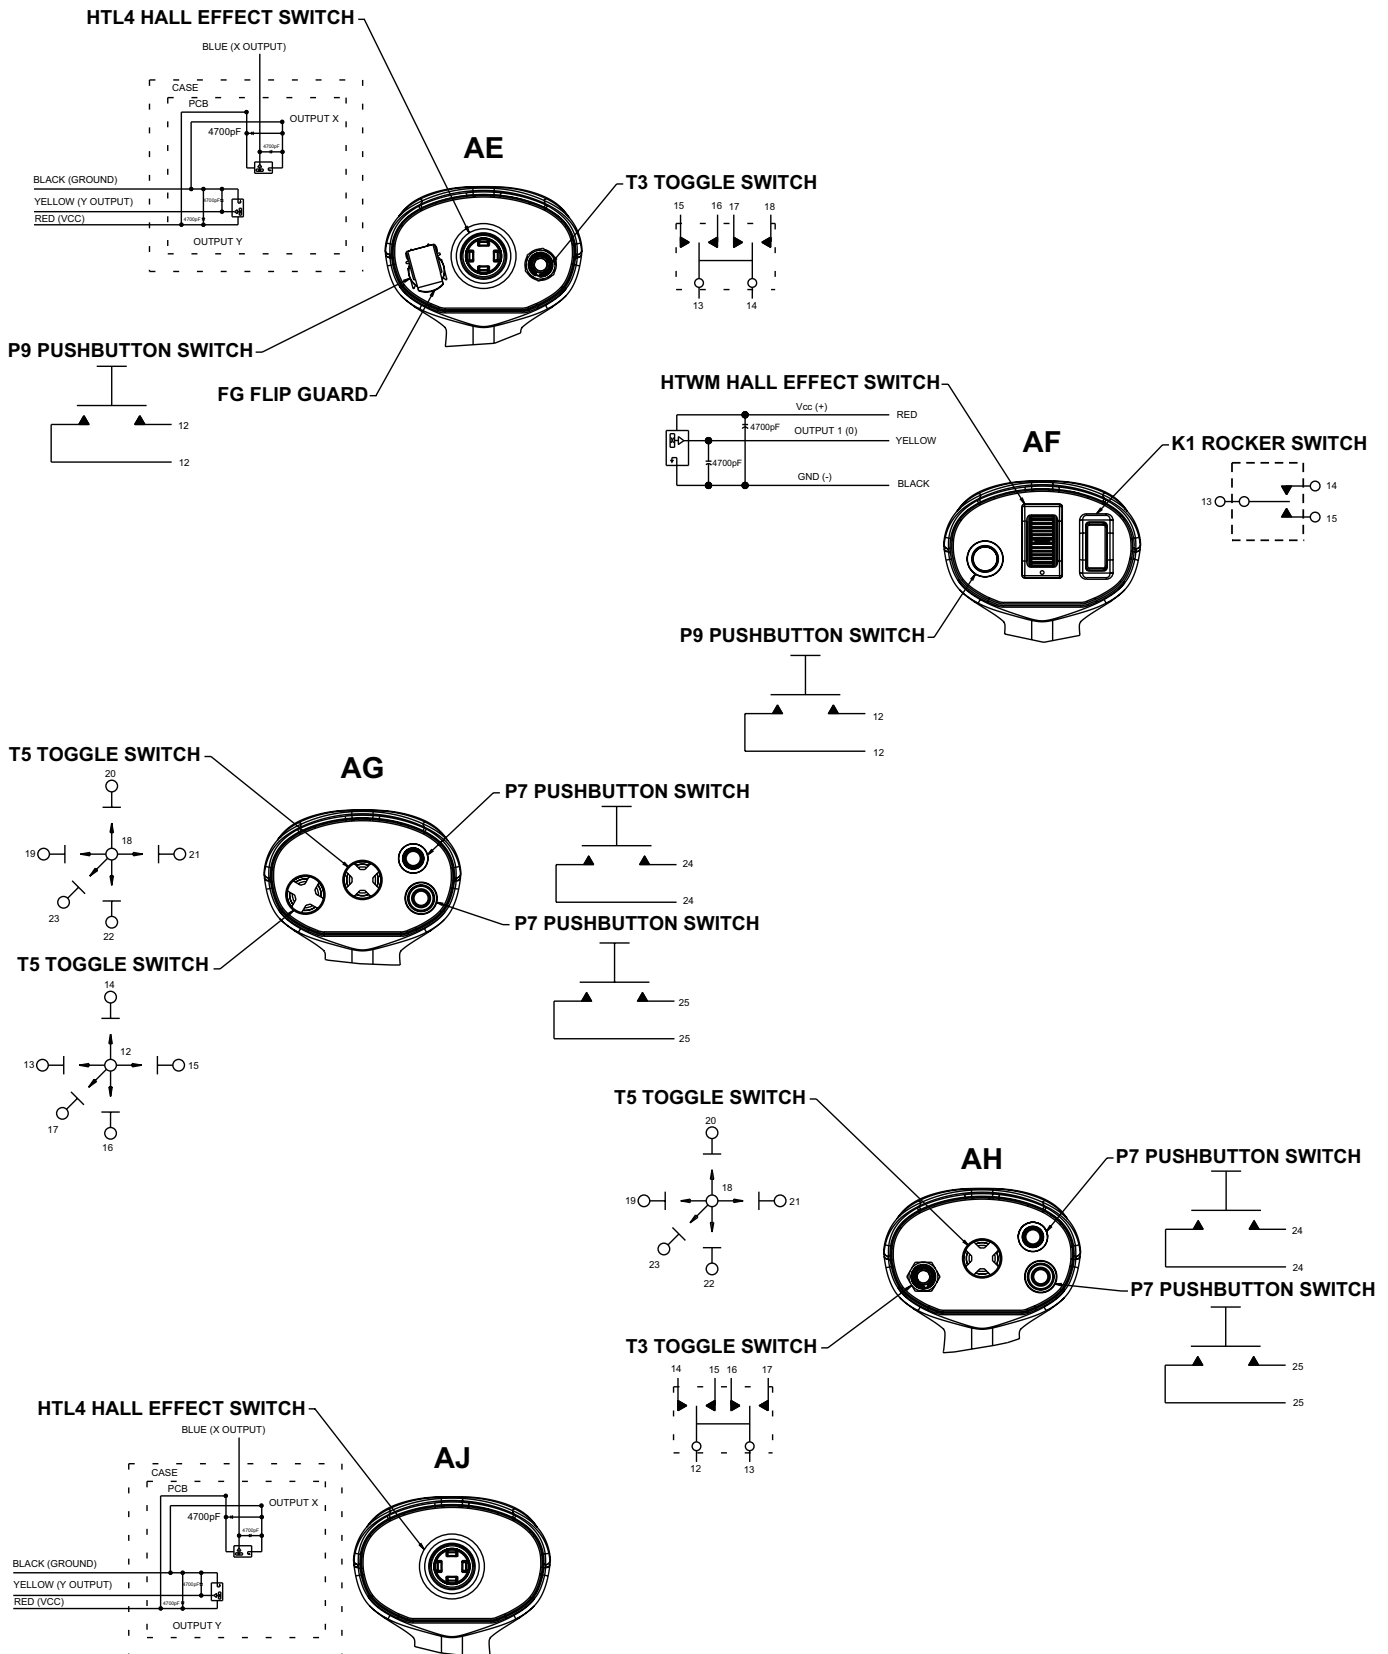 HTL4 HALL EFFECT SWITCH
BLUE (X OUTPUT)
CASE
PCB
OUTPUT X
4700pF
4700pF
BLACK (GROUND)
YELLOW (Y OUTPUT)
RED (VCC)
4700pF
4700pF
OUTPUT Y
AE
T3 TOGGLE SWITCH
15 16 17 18
13 14
P9 PUSHBUTTON SWITCH
12
12
FG FLIP GUARD
HTWM HALL EFFECT SWITCH
Vcc (+)
RED
4700pF
OUTPUT 1 (0)
YELLOW
4700pF
GND (-)
BLACK
AF
K1 ROCKER SWITCH
13
14
15
P9 PUSHBUTTON SWITCH
12
12
T5 TOGGLE SWITCH
20
18
19
21
23
22
AG
P7 PUSHBUTTON SWITCH
24
24
P7 PUSHBUTTON SWITCH
25
25
T5 TOGGLE SWITCH
14
12
13
15
17
16
T5 TOGGLE SWITCH
20
18
19
21
23
22
AH
P7 PUSHBUTTON SWITCH
24
24
P7 PUSHBUTTON SWITCH
25
25
T3 TOGGLE SWITCH
14 15 16 17
12 13
HTL4 HALL EFFECT SWITCH
BLUE (X OUTPUT)
CASE
PCB
OUTPUT X
4700pF
4700pF
BLACK (GROUND)
YELLOW (Y OUTPUT)
RED (VCC)
4700pF
4700pF
OUTPUT Y
AJ